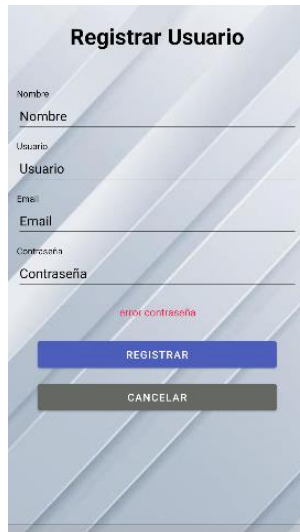 Registrar Usuario
Nombre
Nombre
Usuario
Usuario
Email
Email
Contraseña
Contraseña
error contraseña
REGISTRAR
CANCELAR